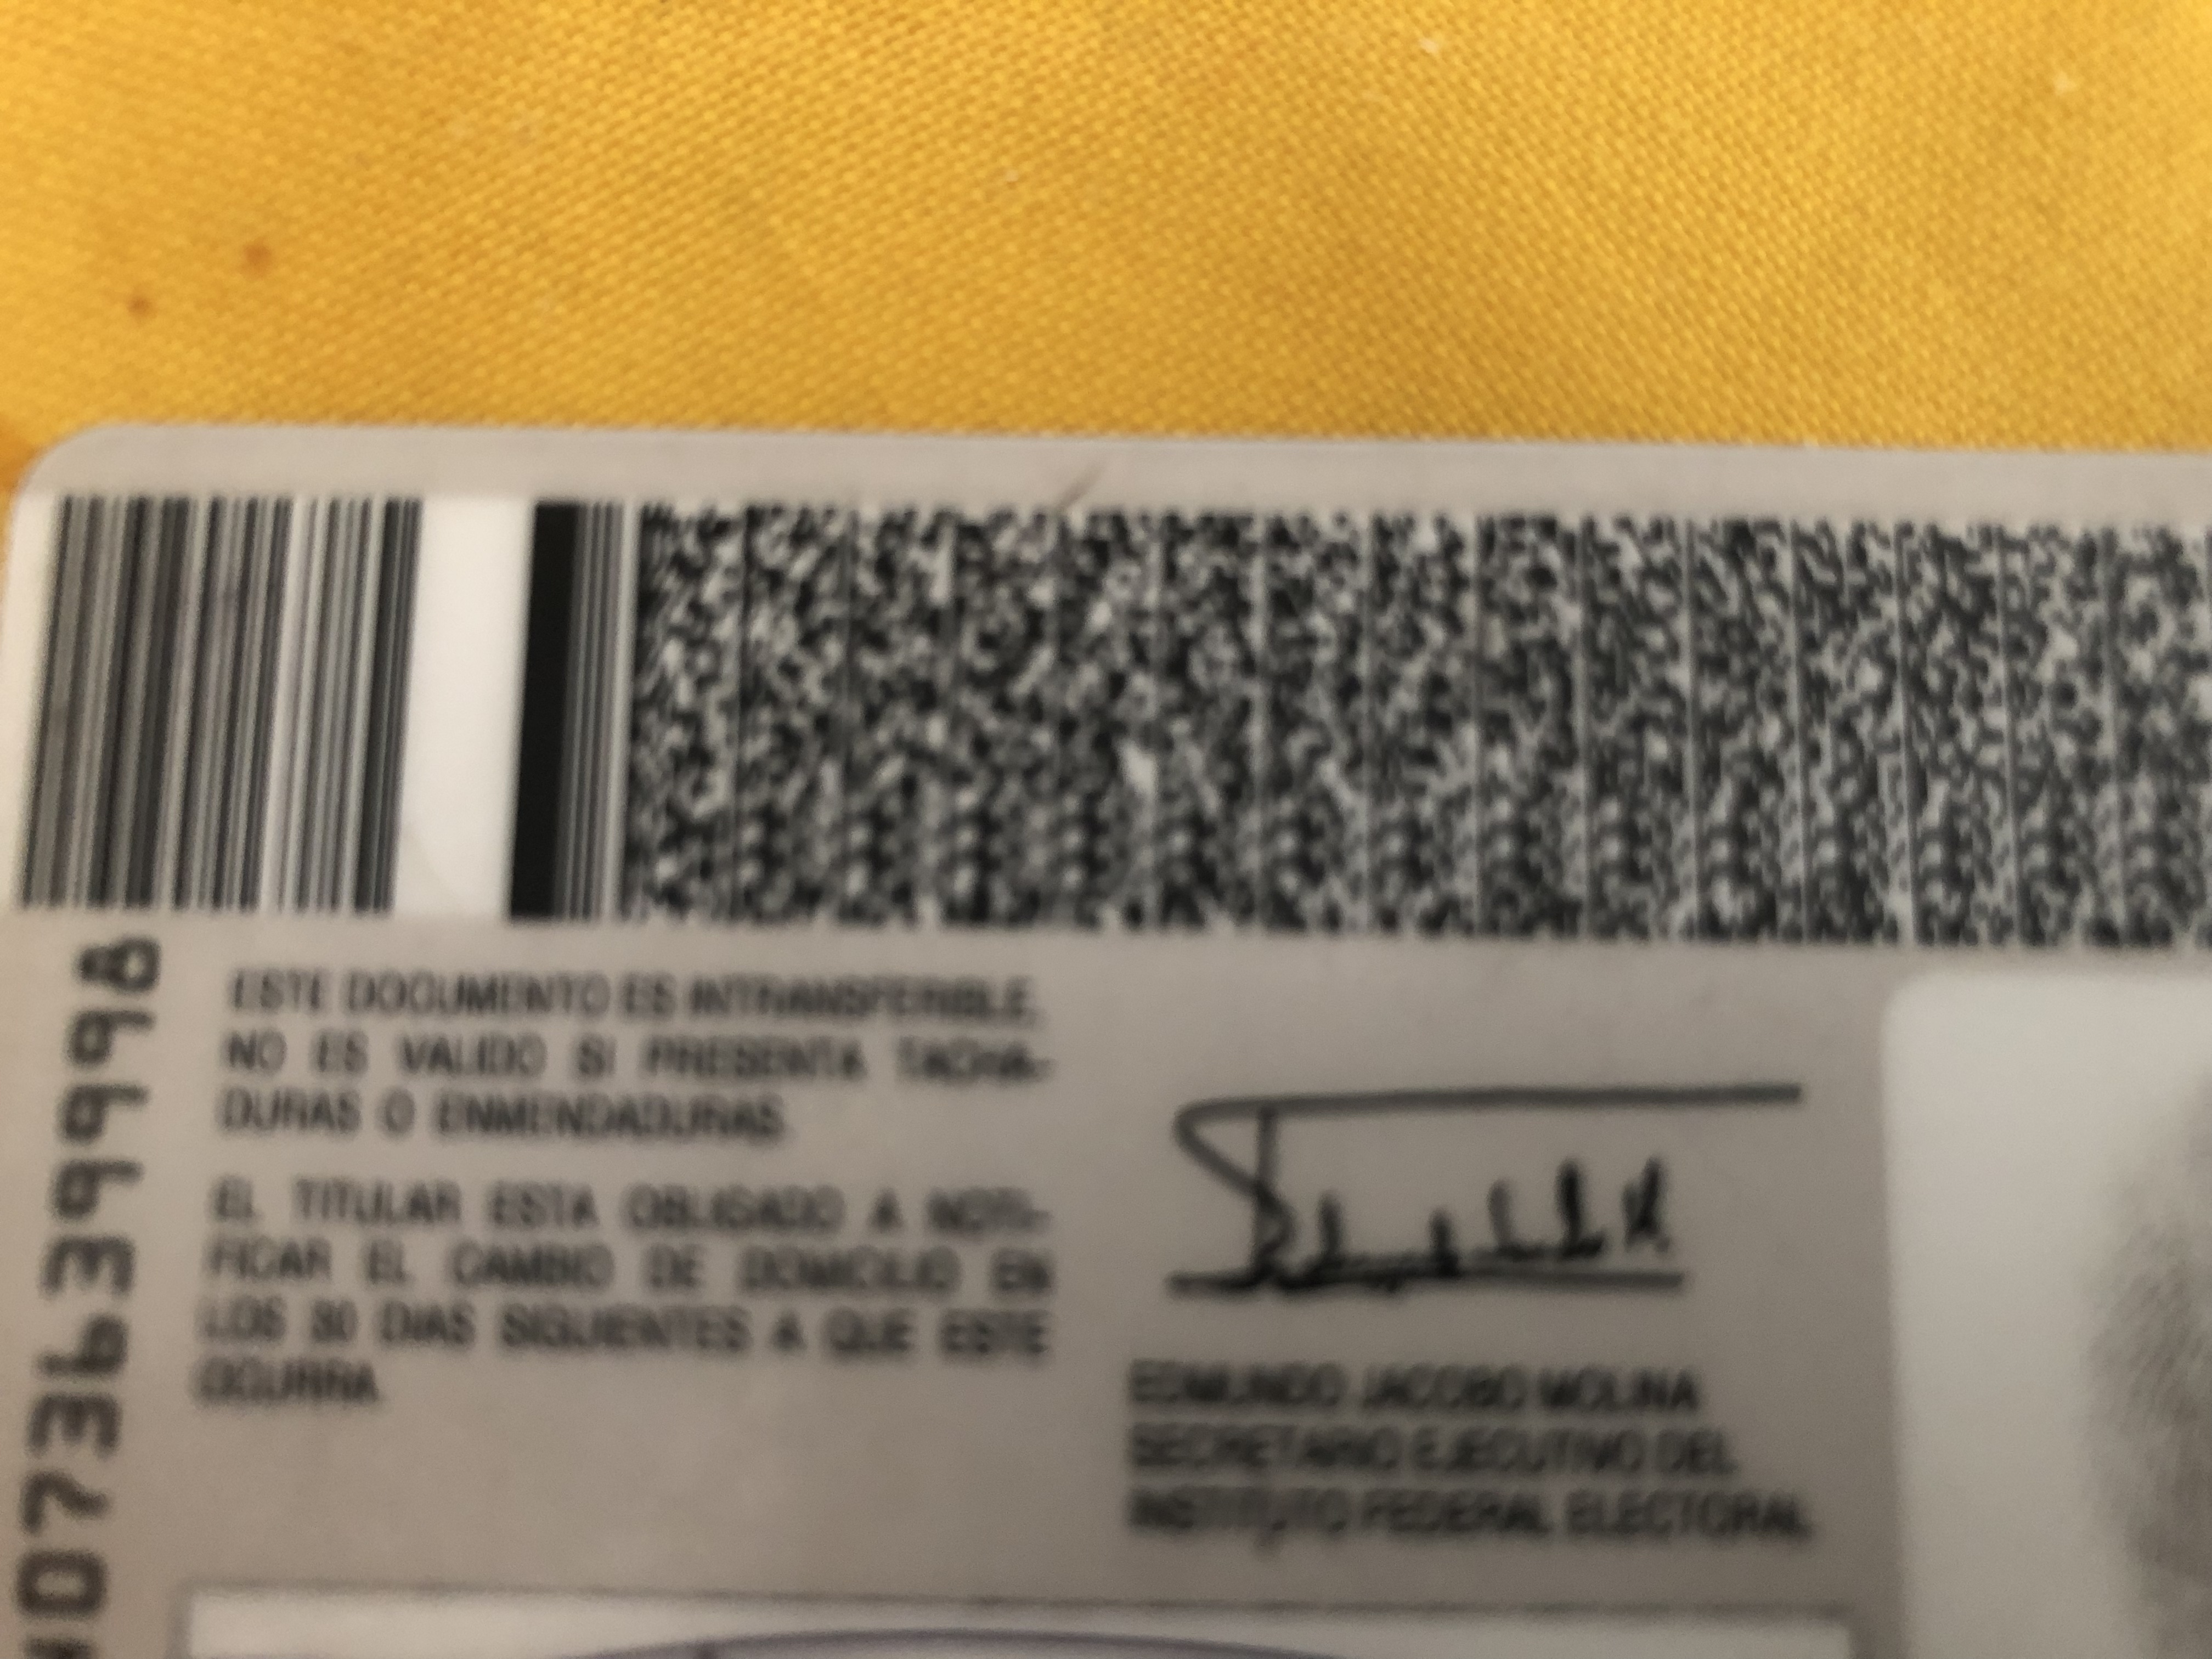 ESTE DOCUMENTO ES INTRANSFERIBLE,
NO ES VALIDO SI PRESENTA TACHA-
DURAS O ENMENDADURAS.
EL TITULAR ESTA OBLIGADO A NOTI-
FICAR EL CAMBIO DE DOMICILIO EN
LOS 30 DIAS SIGUIENTES A QUE ESTE
OCURRA.
EDMUNDO JACOBO MOLINA
SECRETARIO EJECUTIVO DEL
INSTITUTO FEDERAL ELECTORAL